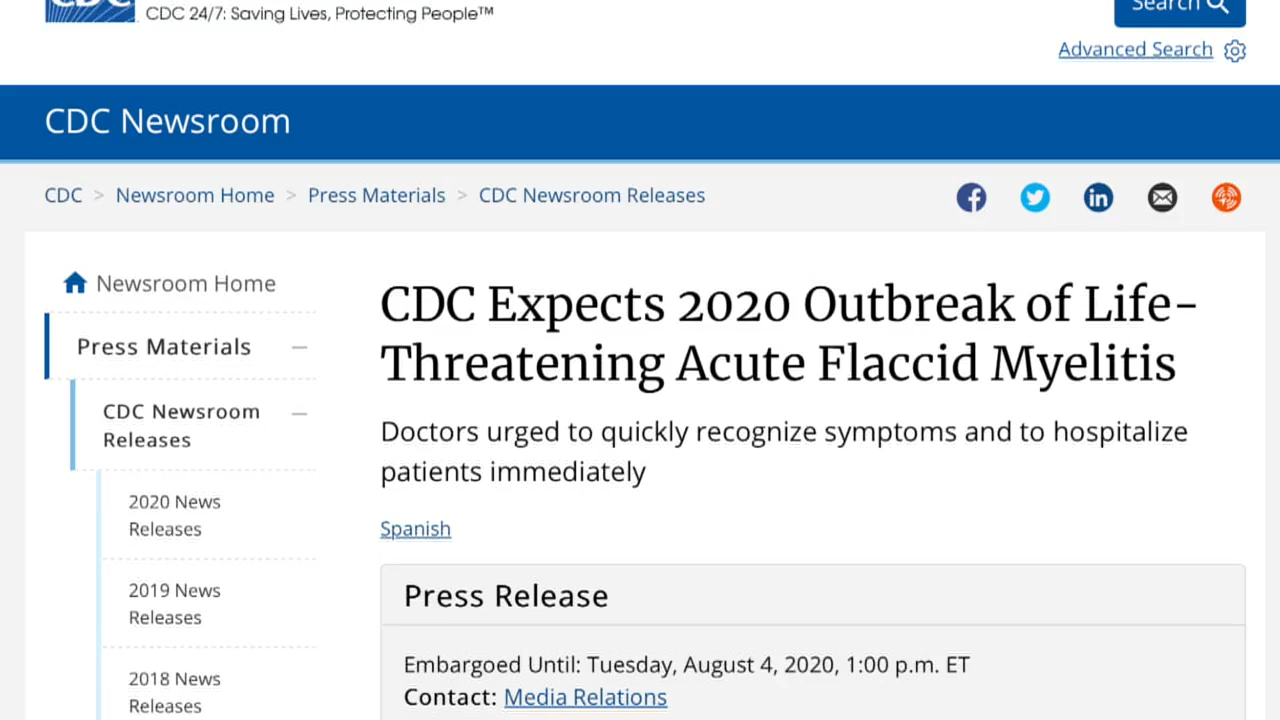 CDC
CDC 24/7: Saving Lives, Protecting People™
Search
Advanced Search
CDC Newsroom
CDC > Newsroom Home > Press Materials > CDC Newsroom Releases
Newsroom Home
Press Materials
CDC Newsroom
Releases
2020 News
Releases
2019 News
Releases
2018 News
Releases
CDC Expects 2020 Outbreak of Life-
Threatening Acute Flaccid Myelitis
Doctors urged to quickly recognize symptoms and to hospitalize
patients immediately
Spanish
Press Release
Embargoed Until: Tuesday, August 4, 2020, 1:00 p.m. ET
Contact: Media Relations